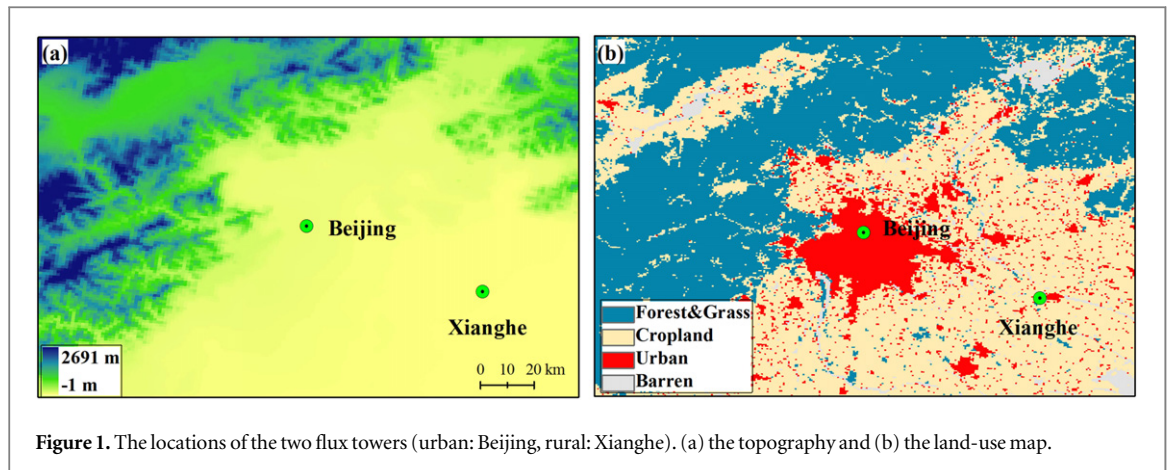 (a)
Beijing
Xianghe
2691 m
-1 m
0 10 20 km
(b)
Beijing
Xianghe
Forest&Grass
Cropland
Urban
Barren
Figure 1. The locations of the two flux towers (urban: Beijing, rural: Xianghe). (a) the topography and (b) the land-use map.